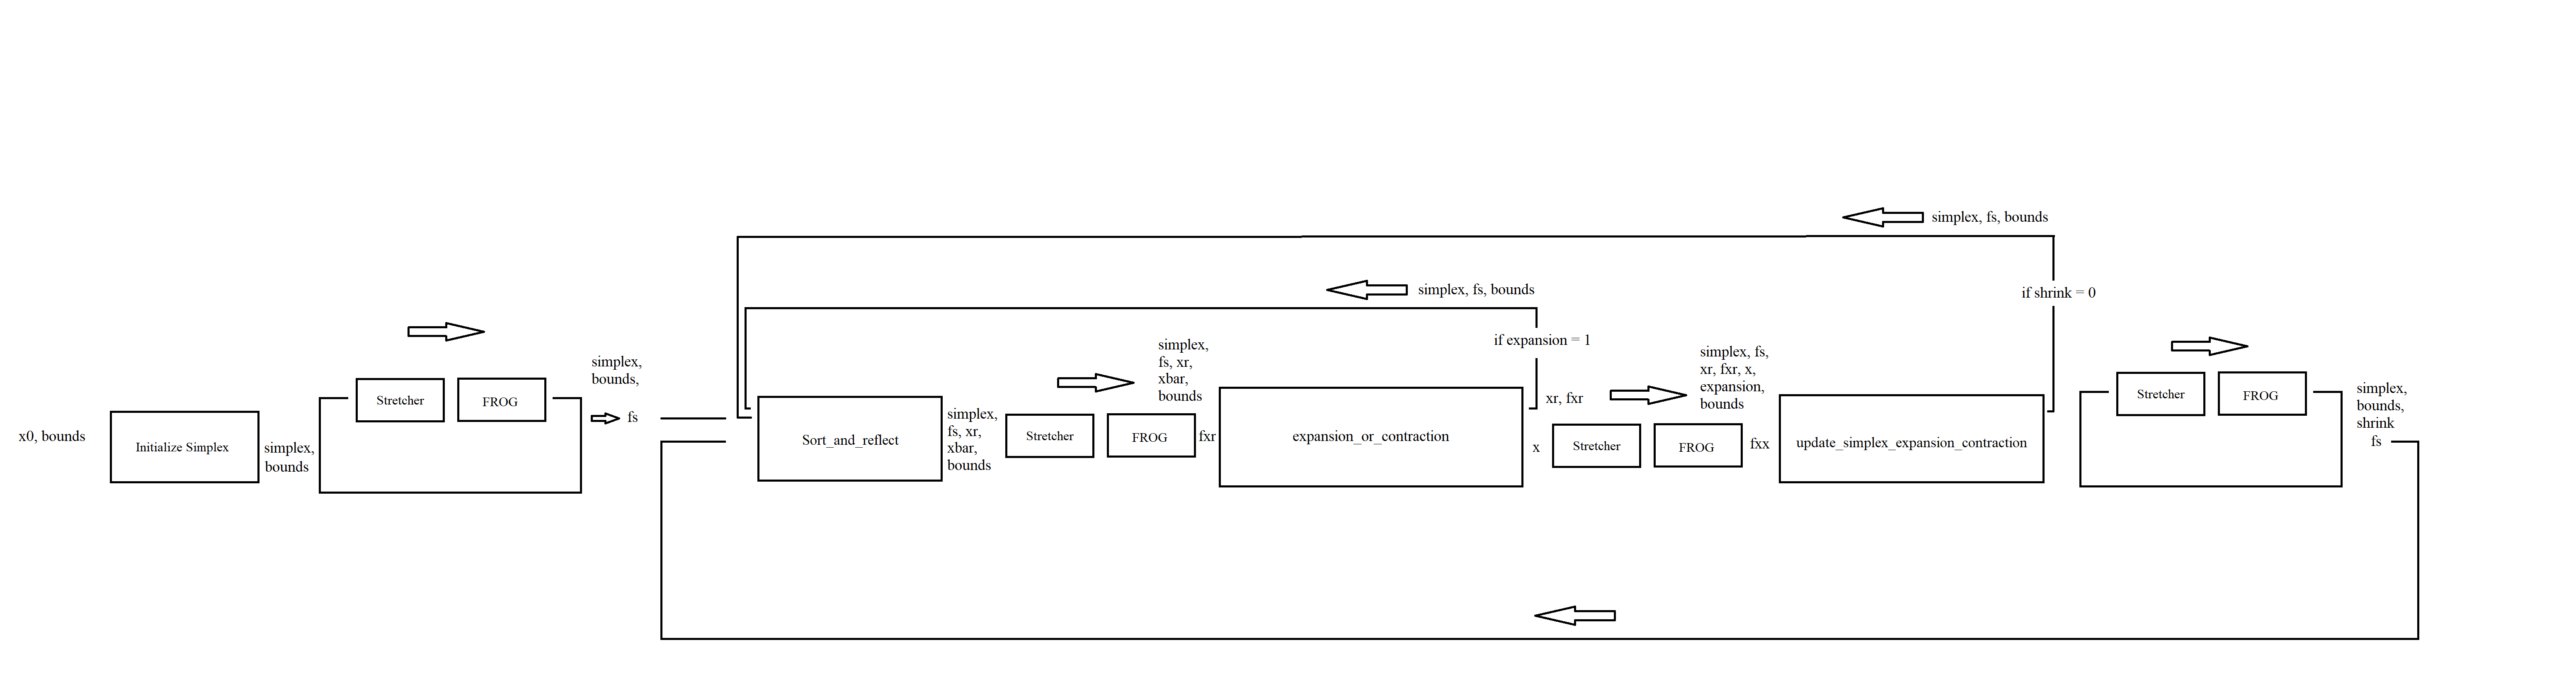 x0, bounds
Initialize Simplex
simplex,
bounds
Stretcher
FROG
simplex,
bounds,
fs
Sort_and_reflect
simplex,
fs, xr,
xbar,
bounds
Stretcher
FROG
simplex,
fs, xr,
xbar,
bounds
fxr
expansion_or_contraction
if expansion = 1
simplex, fs, bounds
xr, fxr
x
Stretcher
FROG
simplex, fs,
xr, fxr, x,
expansion,
bounds
fxx
update_simplex_expansion_contraction
if shrink = 0
simplex, fs, bounds
Stretcher
FROG
simplex,
bounds,
shrink
fs